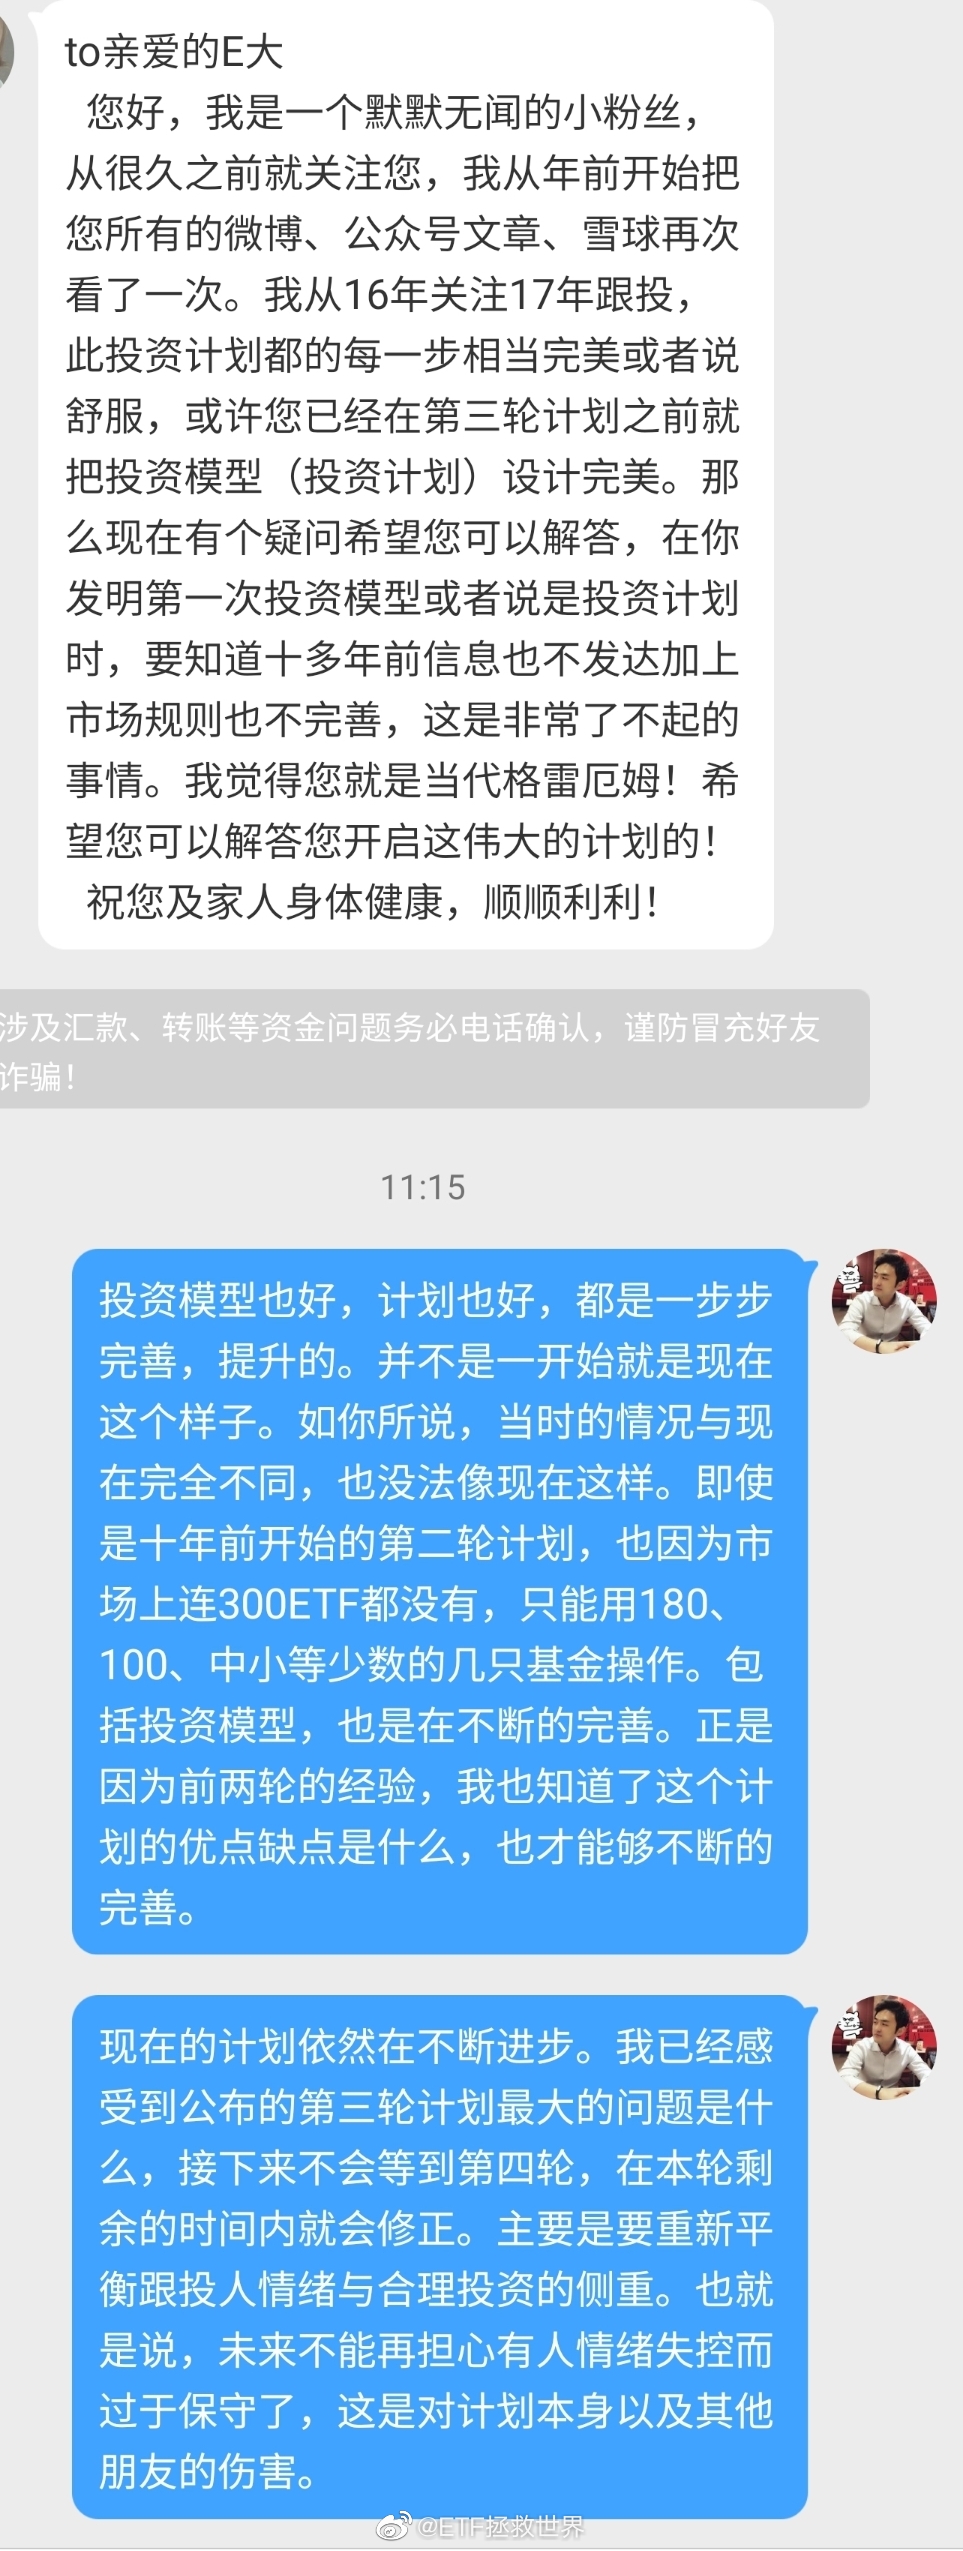 to亲爱的E大
您好，我是一个默默无闻的小粉丝，
从很久之前就关注您，我从年前开始把
您所有的微博、公众号文章、雪球再次
看了一次。我从16年关注17年跟投，
此投资计划都的每一步相当完美或者说
舒服，或许您已经在第三轮计划之前就
把投资模型（投资计划）设计完美。那
么现在有个疑问希望您可以解答，在你
发明第一次投资模型或者说是投资计划
时，要知道十多年前信息也不发达加上
市场规则也不完善，这是非常了不起的
事情。我觉得您就是当代格雷厄姆！希
望您可以解答您开启这伟大的计划的！
祝您及家人身体健康，顺顺利利！
涉及汇款、转账等资金问题务必电话确认，谨防冒充好友
诈骗！
11:15
投资模型也好，计划也好，都是一步步
完善，提升的。并不是一开始就是现在
这个样子。如你所说，当时的情况与现
在完全不同，也没法像现在这样。即使
是十年前开始的第二轮计划，也因为市
场上连300ETF都没有，只能用180、
100、中小等少数的几只基金操作。包
括投资模型，也是在不断的完善。正是
因为前两轮的经验，我也知道了这个计
划的优点缺点是什么，也才能够不断的
完善。
现在的计划依然在不断进步。我已经感
受到公布的第三轮计划最大的问题是什
么，接下来不会等到第四轮，在本轮剩
余的时间内就会修正。主要是要重新平
衡跟投人情绪与合理投资的侧重。也就
是说，未来不能再担心有人情绪失控而
过于保守了，这是对计划本身以及其他
朋友的伤害。
@ETF拯救世界